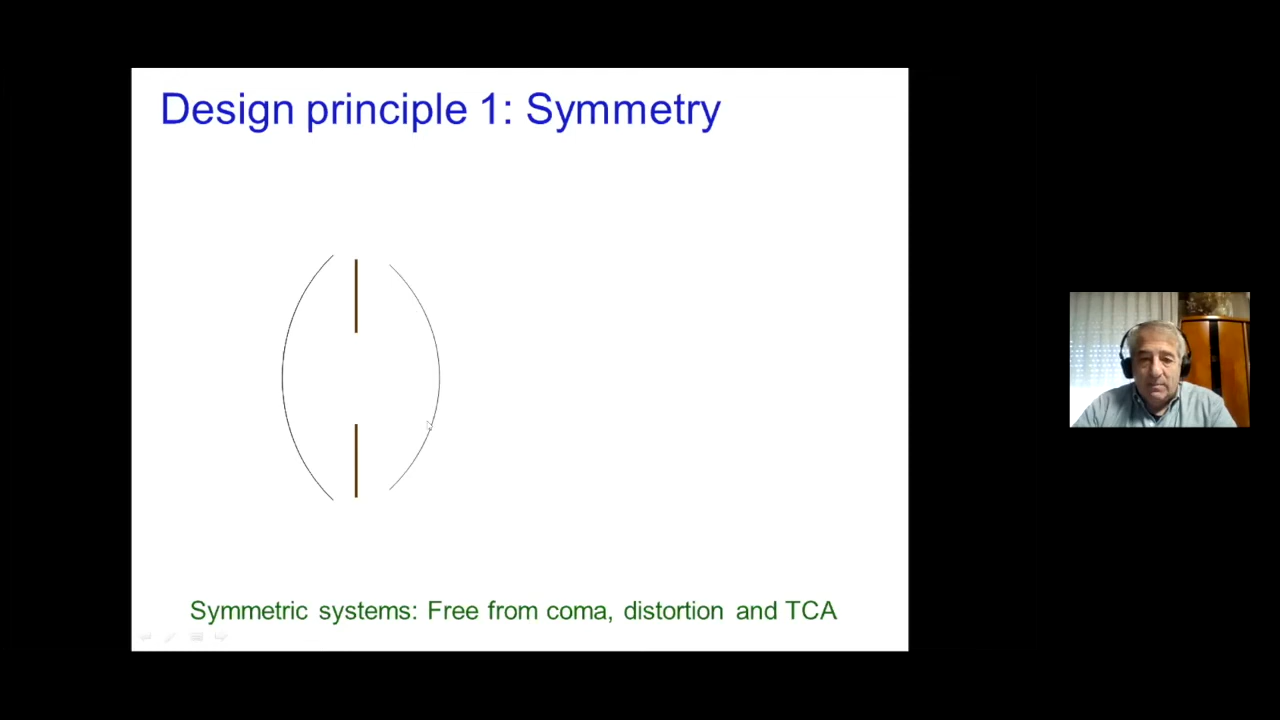 Design principle 1: Symmetry
Symmetric systems: Free from coma, distortion and TCA